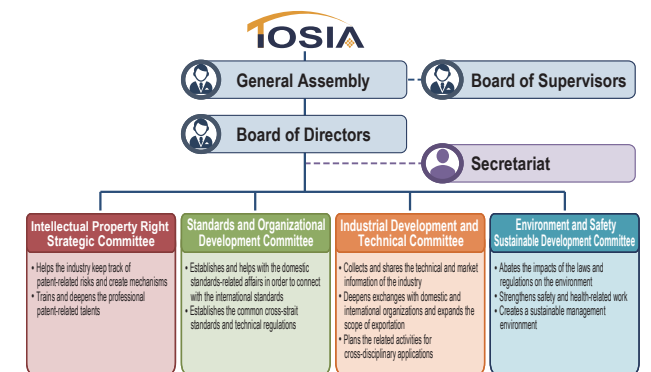 TOSIA
General Assembly
Board of Supervisors
Board of Directors
Secretariat
Intellectual Property Right
Strategic Committee
• Helps the industry keep track of
patent-related risks and create mechanisms
• Trains and deepens the professional
patent-related talents
Standards and Organizational
Development Committee
• Establishes and helps with the domestic
standards-related affairs in order to connect
with the international standards
• Establishes the common cross-strait
standards and technical regulations
Industrial Development and
Technical Committee
• Collects and shares the technical and market
information of the industry
• Deepens exchanges with domestic and
international organizations and expands the
scope of exportation
• Plans the related activities for
cross-disciplinary applications
Environment and Safety
Sustainable Development Committee
• Abates the impacts of the laws and
regulations on the environment
• Strengthens safety and health-related work
• Creates a sustainable management
environment